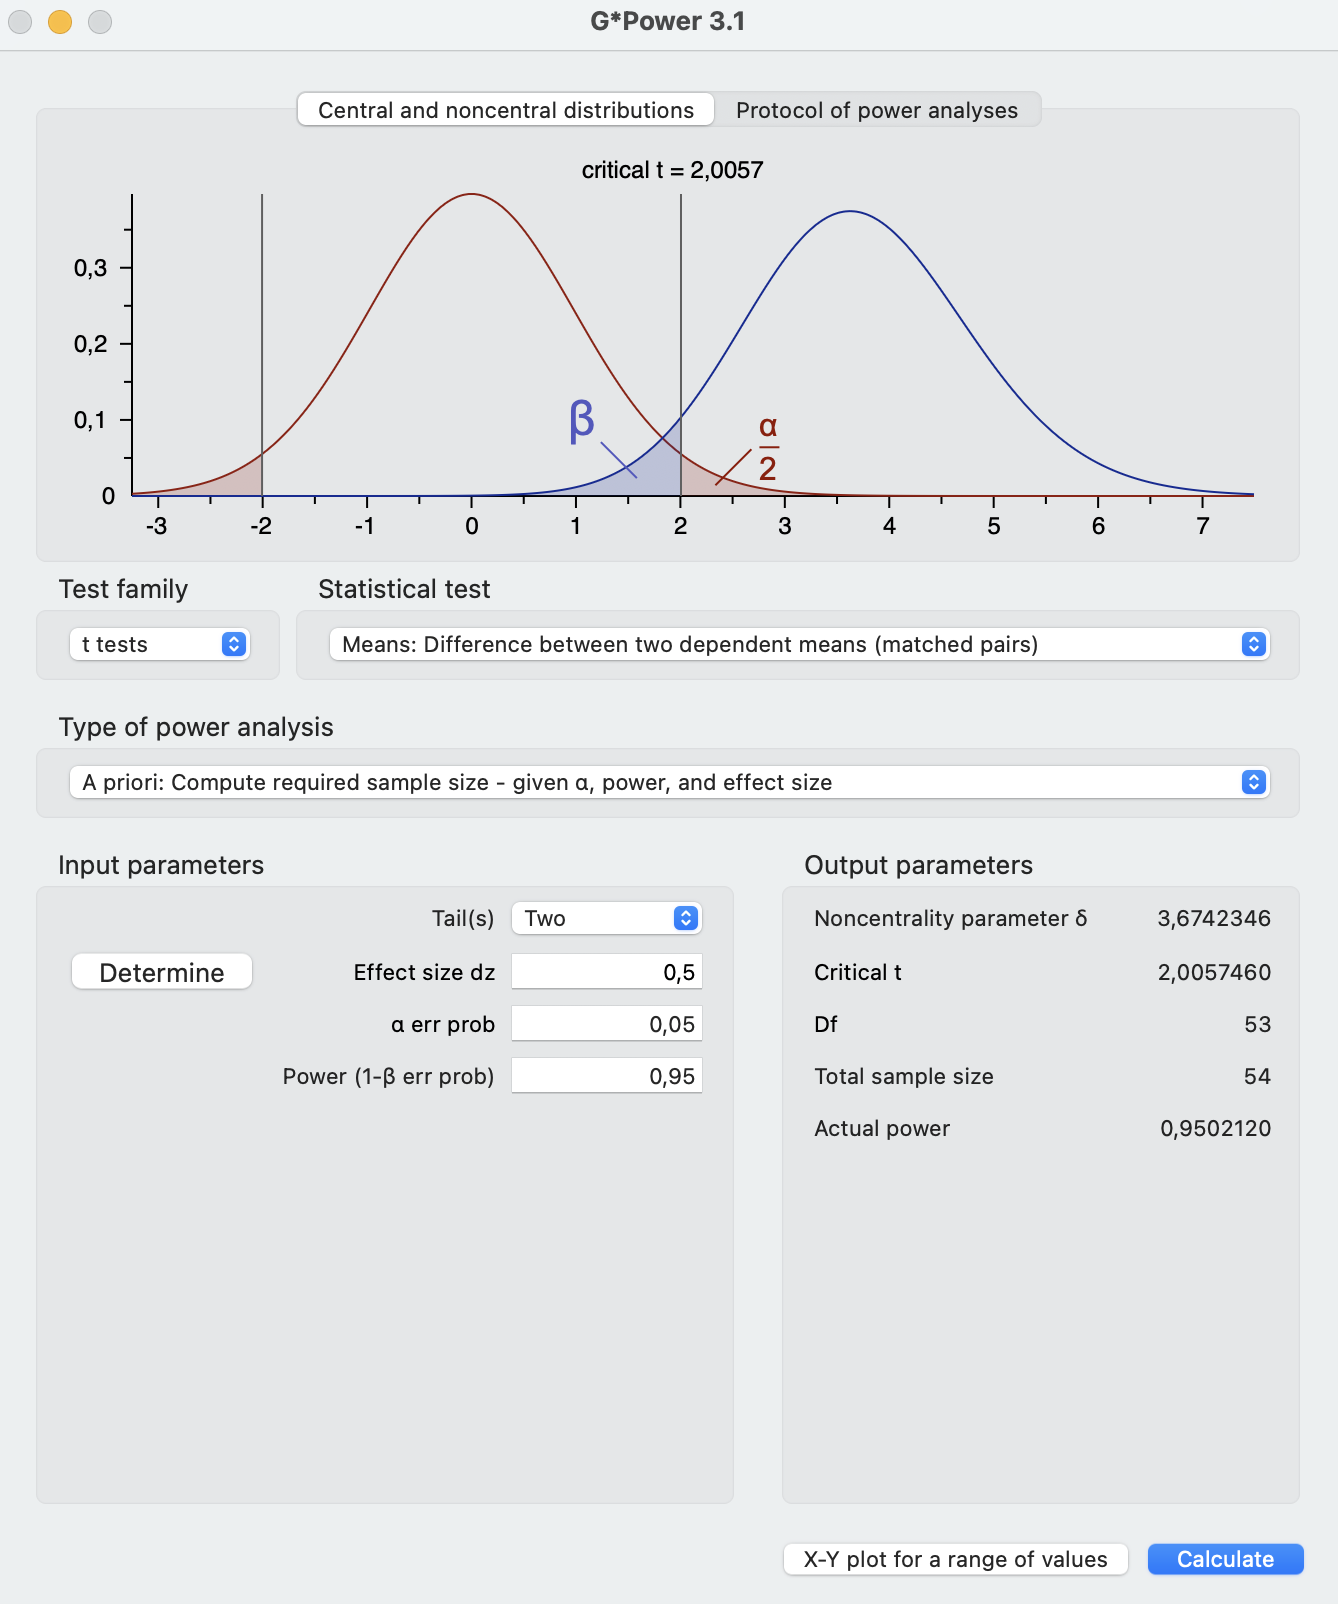 G*Power 3.1
Central and noncentral distributions
Protocol of power analyses
critical t = 2,0057
0,3
0,2
0,1
0
β
α
2
-3 -2 -1 0 1 2 3 4 5 6 7
Test family
Statistical test
t tests
Means: Difference between two dependent means (matched pairs)
Type of power analysis
A priori: Compute required sample size - given α, power, and effect size
Input parameters
Tail(s) Two
Determine
Effect size dz 0,5
α err prob 0,05
Power (1-β err prob) 0,95
Output parameters
Noncentrality parameter δ 3,6742346
Critical t 2,0057460
Df 53
Total sample size 54
Actual power 0,9502120
X-Y plot for a range of values
Calculate